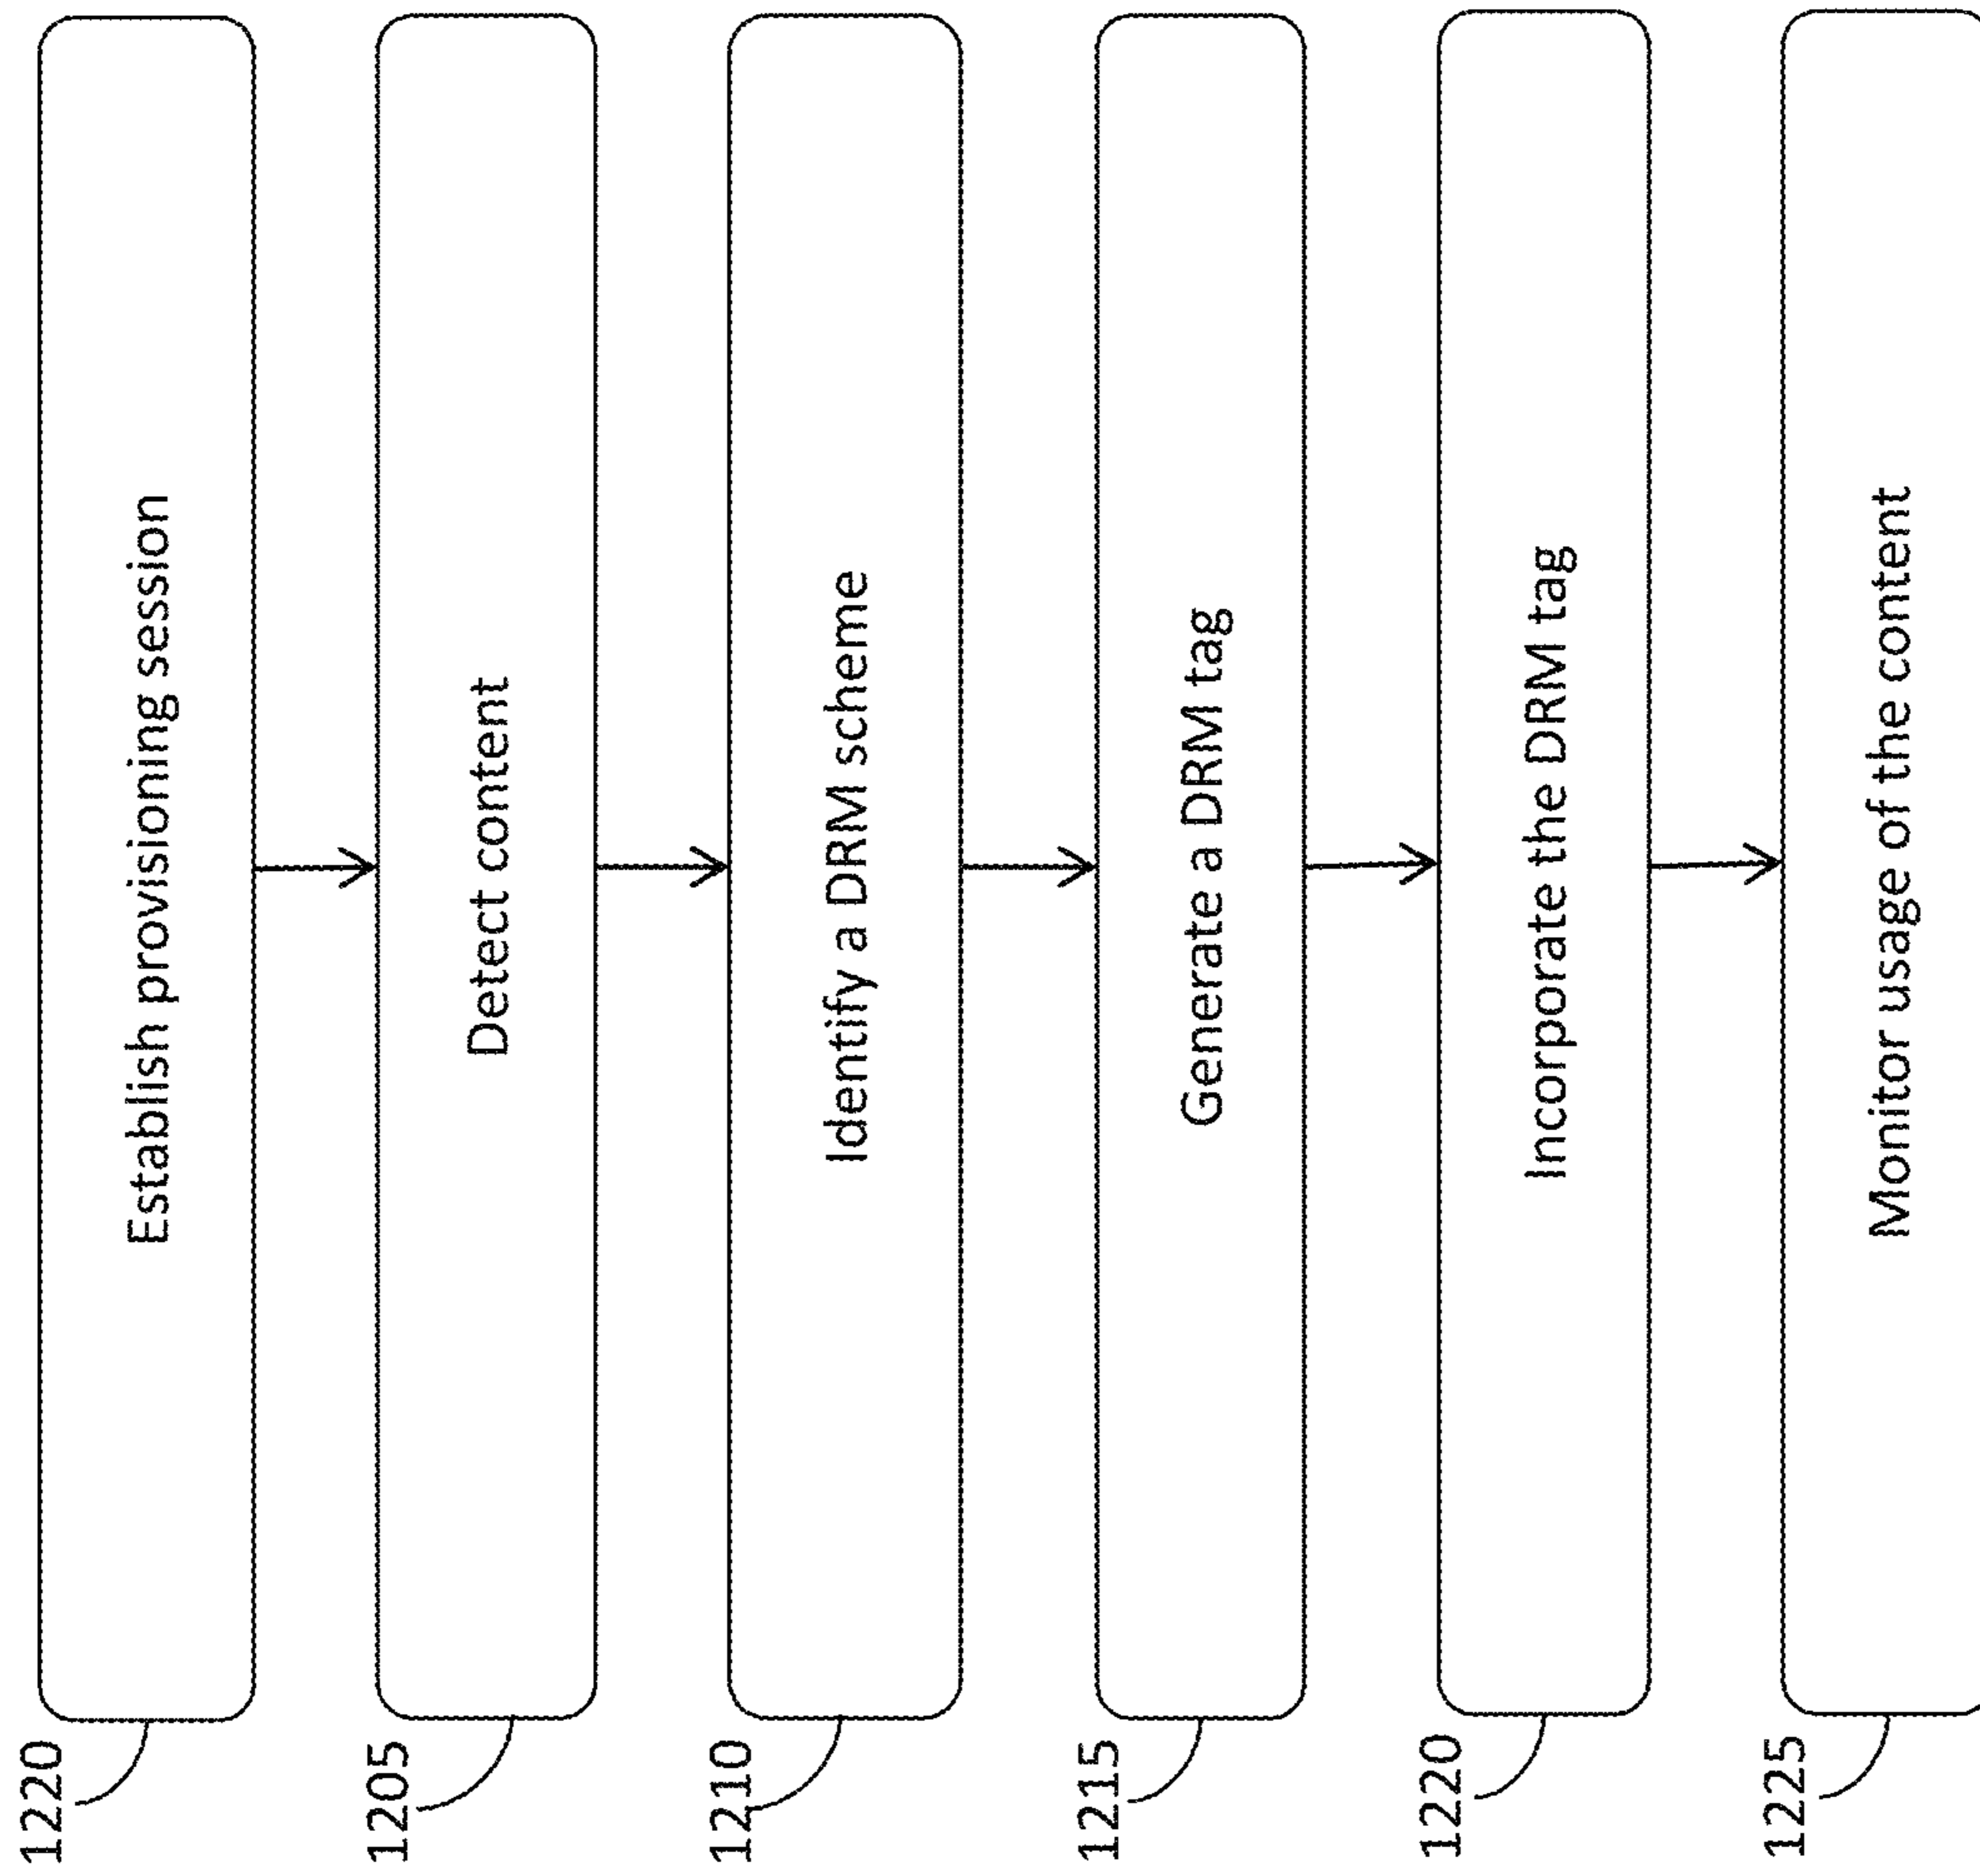 1220
Establish provisioning session
1205
Detect content
1210
Identify a DRM scheme
1215
Generate a DRM tag
1220
Incorporate the DRM tag
1225
Monitor usage of the content